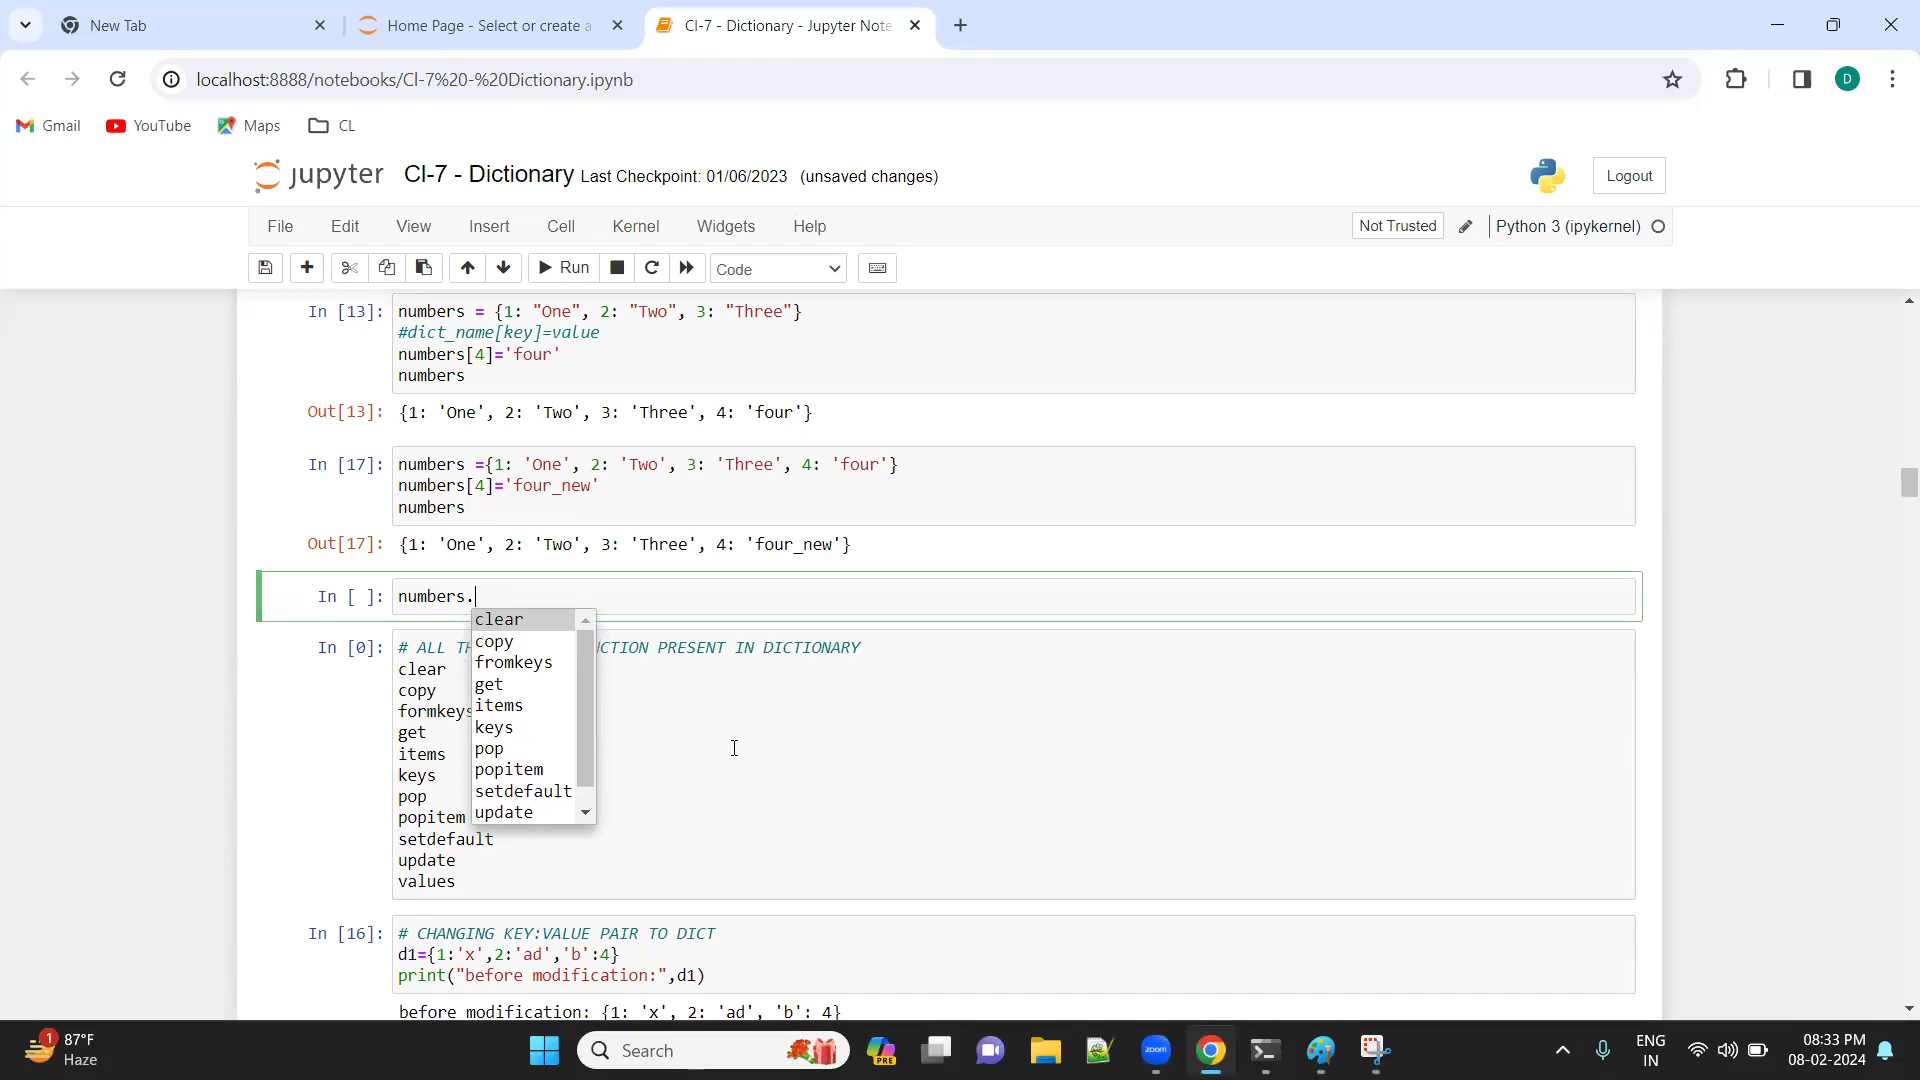 New Tab
Home Page - Select or create a
Cl-7 - Dictionary - Jupyter Note
localhost:8888/notebooks/Cl-7%20-%20Dictionary.ipynb
D
Gmail
YouTube
Maps
CL
jupyter
Cl-7 - Dictionary Last Checkpoint: 01/06/2023 (unsaved changes)
Logout
File Edit View Insert Cell Kernel Widgets Help
Not Trusted
Python 3 (ipykernel)
Run
Code
In [13]: numbers = {1: "One", 2: "Two", 3: "Three"}
#dict_name[key]=value
numbers[4]='four'
numbers
Out[13]: {1: 'One', 2: 'Two', 3: 'Three', 4: 'four'}
In [17]: numbers ={1: 'One', 2: 'Two', 3: 'Three', 4: 'four'}
numbers[4]='four_new'
numbers
Out[17]: {1: 'One', 2: 'Two', 3: 'Three', 4: 'four_new'}
In [ ]: numbers.
clear
copy
fromkeys
get
items
keys
pop
popitem
setdefault
update
In [0]: # ALL TH NCTION PRESENT IN DICTIONARY
clear
copy
formkeys
get
items
keys
pop
popitem
setdefault
update
values
In [16]: # CHANGING KEY:VALUE PAIR TO DICT
d1={1:'x',2:'ad','b':4}
print("before modification:",d1)
before modification: {1: 'x', 2: 'ad', 'b': 4}
1
87°F
Haze
Search
PRE
zoom
ENG
IN
08:33 PM
08-02-2024